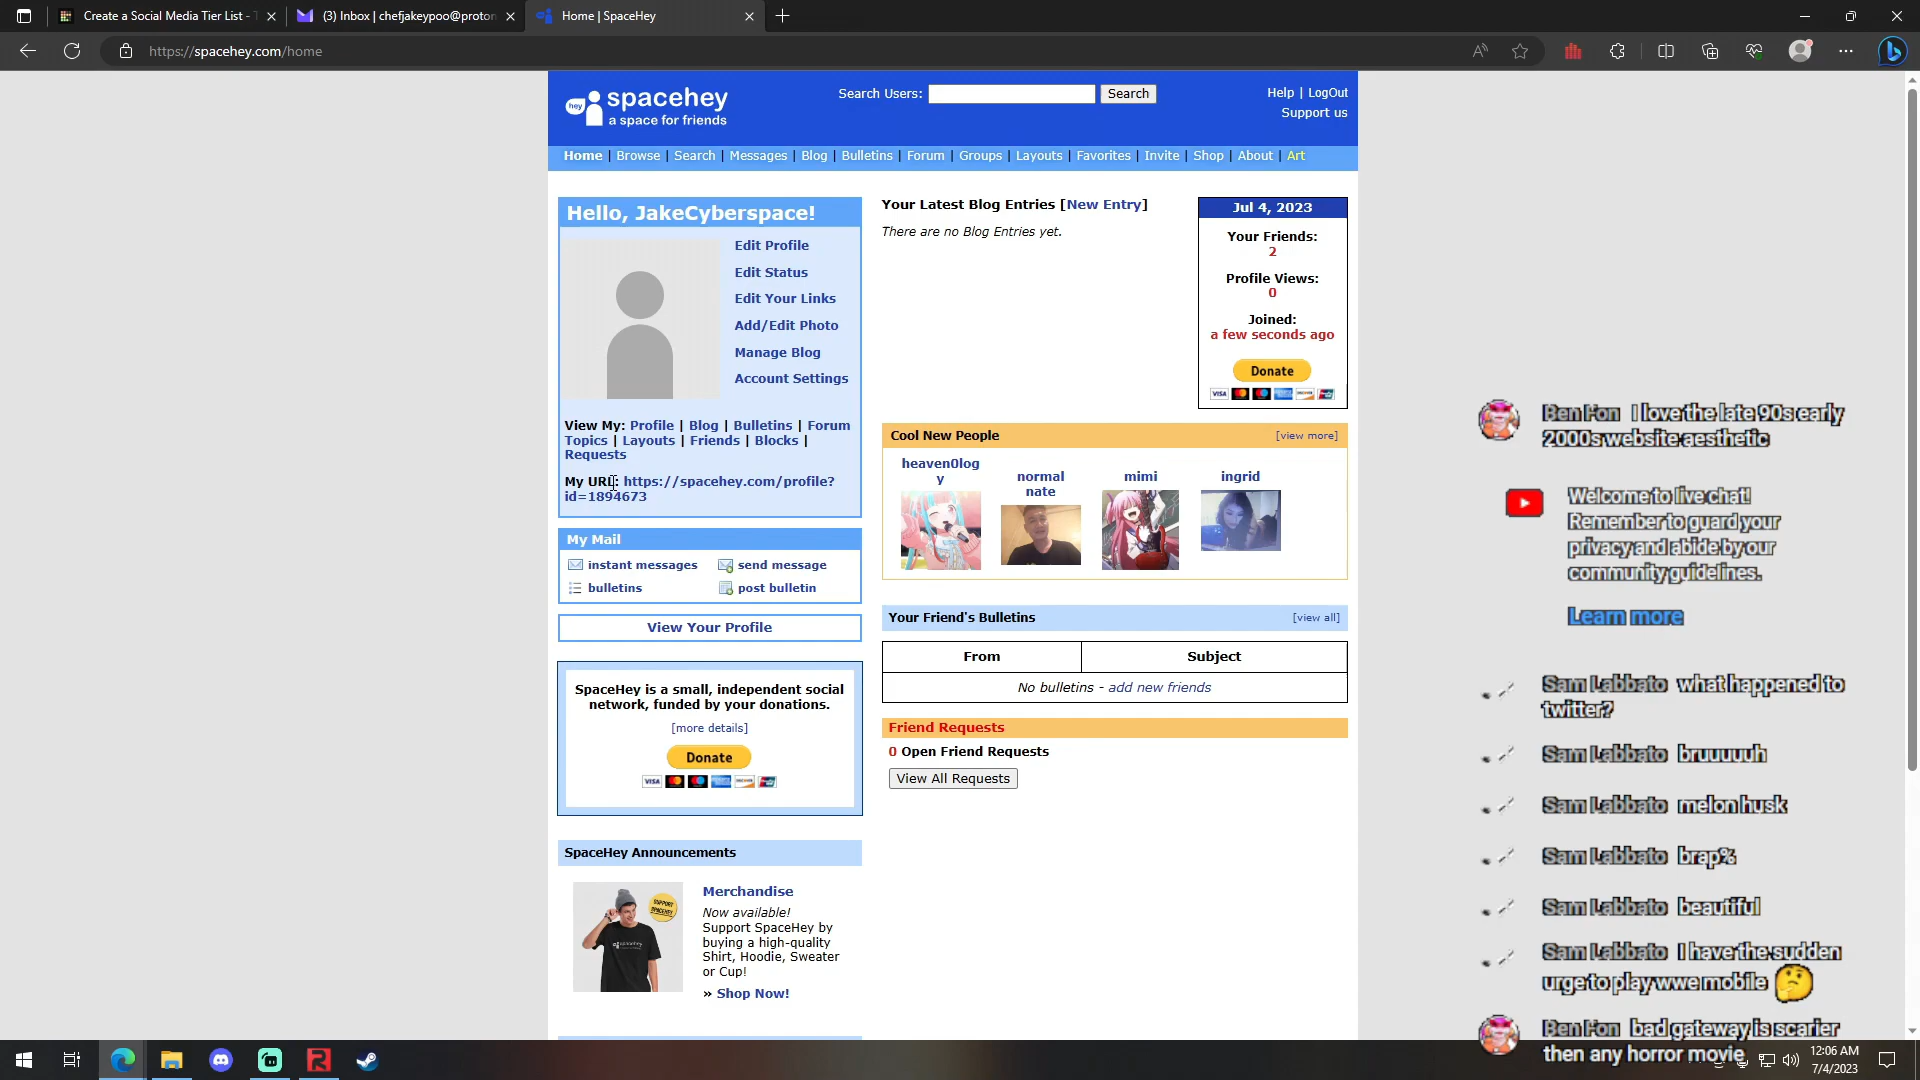 Create a Social Media Tier List - T
(3) Inbox | chefjakeypoo@proton
Home | SpaceHey
https://spacehey.com/home
hey
spacehey
a space for friends
Search Users:
Search
Help | LogOut
Support us
Home | Browse | Search | Messages | Blog | Bulletins | Forum | Groups | Layouts | Favorites | Invite | Shop | About | Art
Hello, JakeCyberspace!
Edit Profile
Edit Status
Edit Your Links
Add/Edit Photo
Manage Blog
Account Settings
View My: Profile | Blog | Bulletins | Forum
Topics | Layouts | Friends | Blocks |
Requests
My URL: https://spacehey.com/profile?
id=1894673
My Mail
instant messages
send message
bulletins
post bulletin
View Your Profile
SpaceHey is a small, independent social
network, funded by your donations.
[more details]
Donate
VISA
SpaceHey Announcements
SUPPORT
SPACEHEY
spacehey
Merchandise
Now available!
Support SpaceHey by
buying a high-quality
Shirt, Hoodie, Sweater
or Cup!
» Shop Now!
Your Latest Blog Entries [New Entry]
There are no Blog Entries yet.
Jul 4, 2023
Your Friends:
2
Profile Views:
0
Joined:
a few seconds ago
Donate
VISA
Cool New People
[view more]
heaven0log
y
normal
nate
mimi
ingrid
Your Friend's Bulletins
[view all]
From
Subject
No bulletins - add new friends
Friend Requests
0 Open Friend Requests
View All Requests
Ben Fon I love the late 90s early
2000s website aesthetic
Welcome to live chat!
Remember to guard your
privacy and abide by our
community guidelines.
Learn more
Sam Labbato what happened to
twitter?
Sam Labbato bruuuuuh
Sam Labbato melon husk
Sam Labbato brap%
Sam Labbato beautiful
Sam Labbato I have the sudden
urge to play wwe mobile
Ben Fon bad gateway is scarier
then any horror movie
12:06 AM
7/4/2023